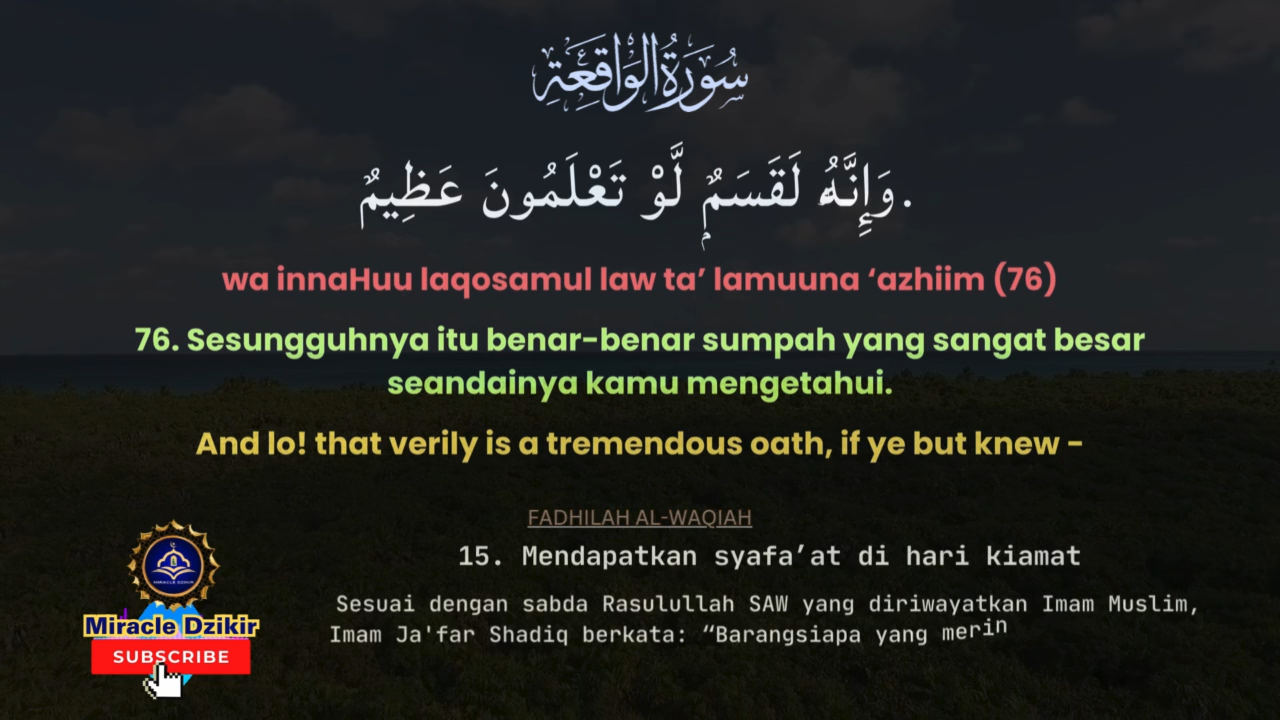 سُورَةُ الوَاقِعَةِ
وَإِنَّهُۥ لَقَسَمٌۭ لَّوْ تَعْلَمُونَ عَظِيمٌ.
wa innaHuu laqosamul law ta’ lamuuna ‘azhiim (76)
76. Sesungguhnya itu benar-benar sumpah yang sangat besar
seandainya kamu mengetahui.
And lo! that verily is a tremendous oath, if ye but knew -
FADHILAH AL-WAQIAH
15. Mendapatkan syafa’at di hari kiamat
Sesuai dengan sabda Rasulullah SAW yang diriwayatkan Imam Muslim,
Imam Ja'far Shadiq berkata: “Barangsiapa yang merin
MIRACLE DZIKIR
Miracle Dzikir
SUBSCRIBE